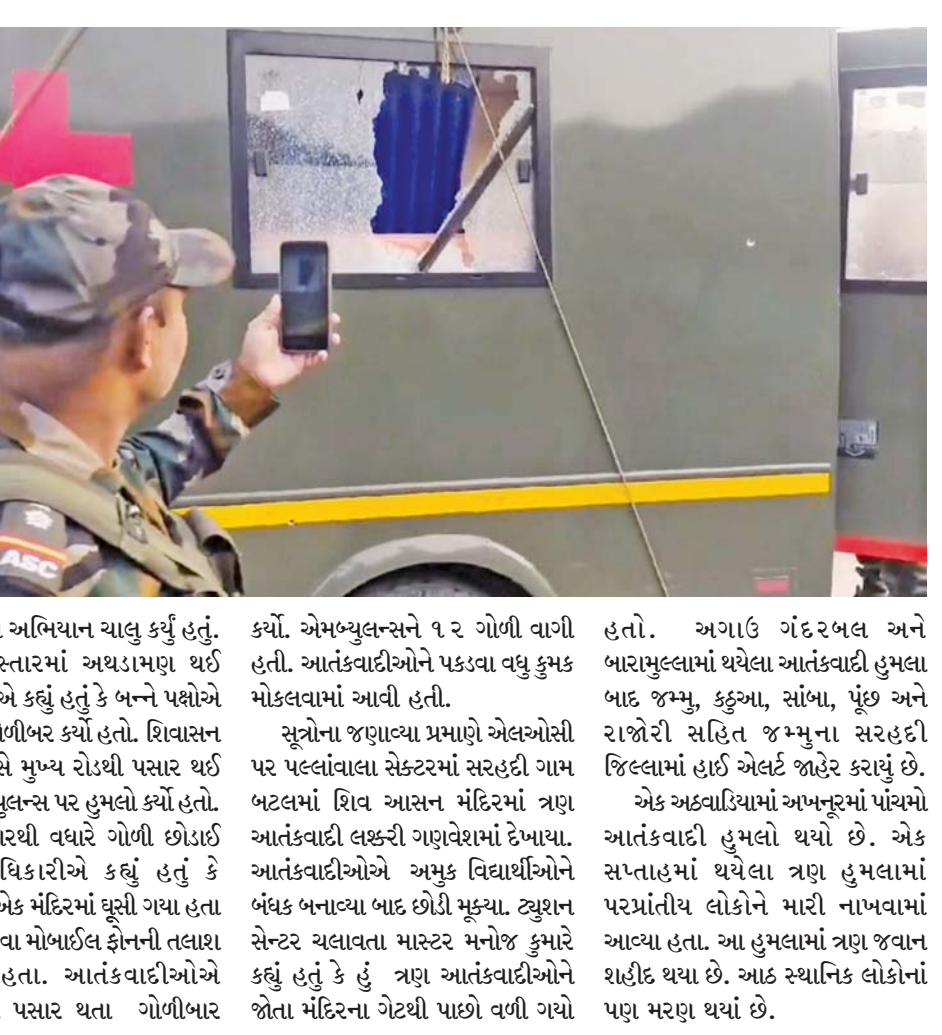 ASC
અભિયાન ચાલુ કર્યું હતું.
અથડામણ થઈ
એ કહ્યું હતું કે બન્ને પક્ષોએ
કર્યો હતો. શિવાસન
મુખ્ય રોડથી પસાર થઈ
પર હુમલો કર્યો હતો.
વધારે ગોળી છોડાઈ
કહ્યું હતું કે
એક મંદિરમાં ઘૂસી ગયા હતા
મોબાઈલ ફોનની તલાશ
હતા. આતંકવાદીઓએ
પસાર થતા ગોળીબાર
કર્યો. એમબ્યુલન્સને ૧૨ ગોળી વાગી
હતી. આતંકવાદીઓને પકડવા વધુ કુમક
મોકલવામાં આવી હતી.
સૂત્રોના જણાવ્યા પ્રમાણે એલઓસી
પર પલ્લાંવાલા સેક્ટરમાં સરહદી ગામ
બટલમાં શિવ આસન મંદિરમાં ત્રણ
આતંકવાદી લશ્કરી ગણવેશમાં દેખાયા.
આતંકવાદીઓએ અમુક વિદ્યાર્થીઓને
બંધક બનાવ્યા બાદ છોડી મૂક્યા. ટ્યુશન
સેન્ટર ચલાવતા માસ્ટર મનોજ કુમારે
કહ્યું હતું કે હું ત્રણ આતંકવાદીઓને
જોતા મંદિરના ગેટથી પાછો વળી ગયો
હતો. અગાઉ ગંદરબલ અને
બારામુલ્લામાં થયેલા આતંકવાદી હુમલા
બાદ જમ્મુ, કઠુઆ, સાંબા, પૂંછ અને
રાજોરી સહિત જમ્મુના સરહદી
જિલ્લામાં હાઈ એલર્ટ જાહેર કરાયું છે.
એક અઠવાડિયામાં અખનૂરમાં પાંચમો
આતંકવાદી હુમલો થયો છે. એક
સપ્તાહમાં થયેલા ત્રણ હુમલામાં
પરપ્રાંતીય લોકોને મારી નાખવામાં
આવ્યા હતા. આ હુમલામાં ત્રણ જવાન
શહીદ થયા છે. આઠ સ્થાનિક લોકોનાં
પણ મરણ થયાં છે.